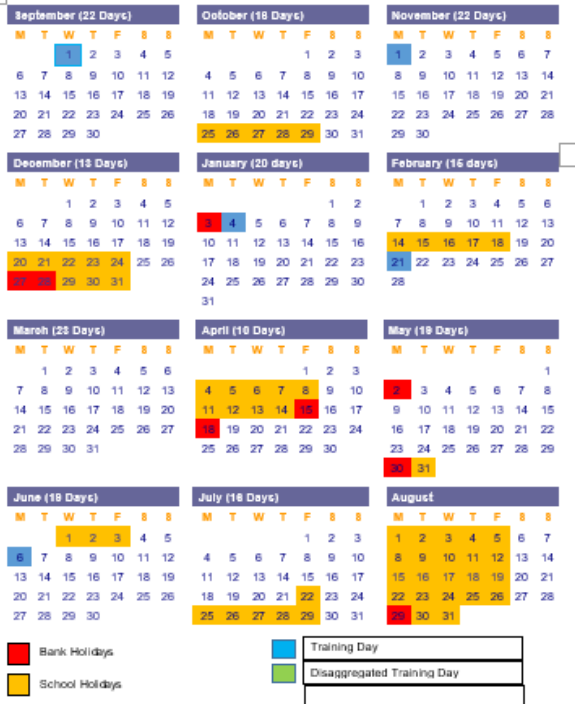 September (22 Days)
M T W T F S S
1 2 3 4 5
6 7 8 9 10 11 12
13 14 15 16 17 18 19
20 21 22 23 24 25 26
27 28 29 30
October (16 Days)
M T W T F S S
1 2 3
4 5 6 7 8 9 10
11 12 13 14 15 16 17
18 19 20 21 22 23 24
25 26 27 28 29 30 31
November (22 Days)
M T W T F S S
1 2 3 4 5 6 7
8 9 10 11 12 13 14
15 16 17 18 19 20 21
22 23 24 25 26 27 28
29 30
December (13 Days)
M T W T F S S
1 2 3 4 5
6 7 8 9 10 11 12
13 14 15 16 17 18 19
20 21 22 23 24 25 26
27 28 29 30 31
January (20 days)
M T W T F S S
1 2
3 4 5 6 7 8 9
10 11 12 13 14 15 16
17 18 19 20 21 22 23
24 25 26 27 28 29 30
31
February (15 days)
M T W T F S S
1 2 3 4 5 6
7 8 9 10 11 12 13
14 15 16 17 18 19 20
21 22 23 24 25 26 27
28
March (23 Days)
M T W T F S S
1 2 3 4 5 6
7 8 9 10 11 12 13
14 15 16 17 18 19 20
21 22 23 24 25 26 27
28 29 30 31
April (10 Days)
M T W T F S S
1 2 3
4 5 6 7 8 9 10
11 12 13 14 15 16 17
18 19 20 21 22 23 24
25 26 27 28 29 30
May (19 Days)
M T W T F S S
1
2 3 4 5 6 7 8
9 10 11 12 13 14 15
16 17 18 19 20 21 22
23 24 25 26 27 28 29
30 31
June (19 Days)
M T W T F S S
1 2 3 4 5
6 7 8 9 10 11 12
13 14 15 16 17 18 19
20 21 22 23 24 25 26
27 28 29 30
July (16 Days)
M T W T F S S
1 2 3
4 5 6 7 8 9 10
11 12 13 14 15 16 17
18 19 20 21 22 23 24
25 26 27 28 29 30 31
August
M T W T F S S
1 2 3 4 5 6 7
8 9 10 11 12 13 14
15 16 17 18 19 20 21
22 23 24 25 26 27 28
29 30 31
Bank Holidays
School Holidays
Training Day
Disaggregated Training Day